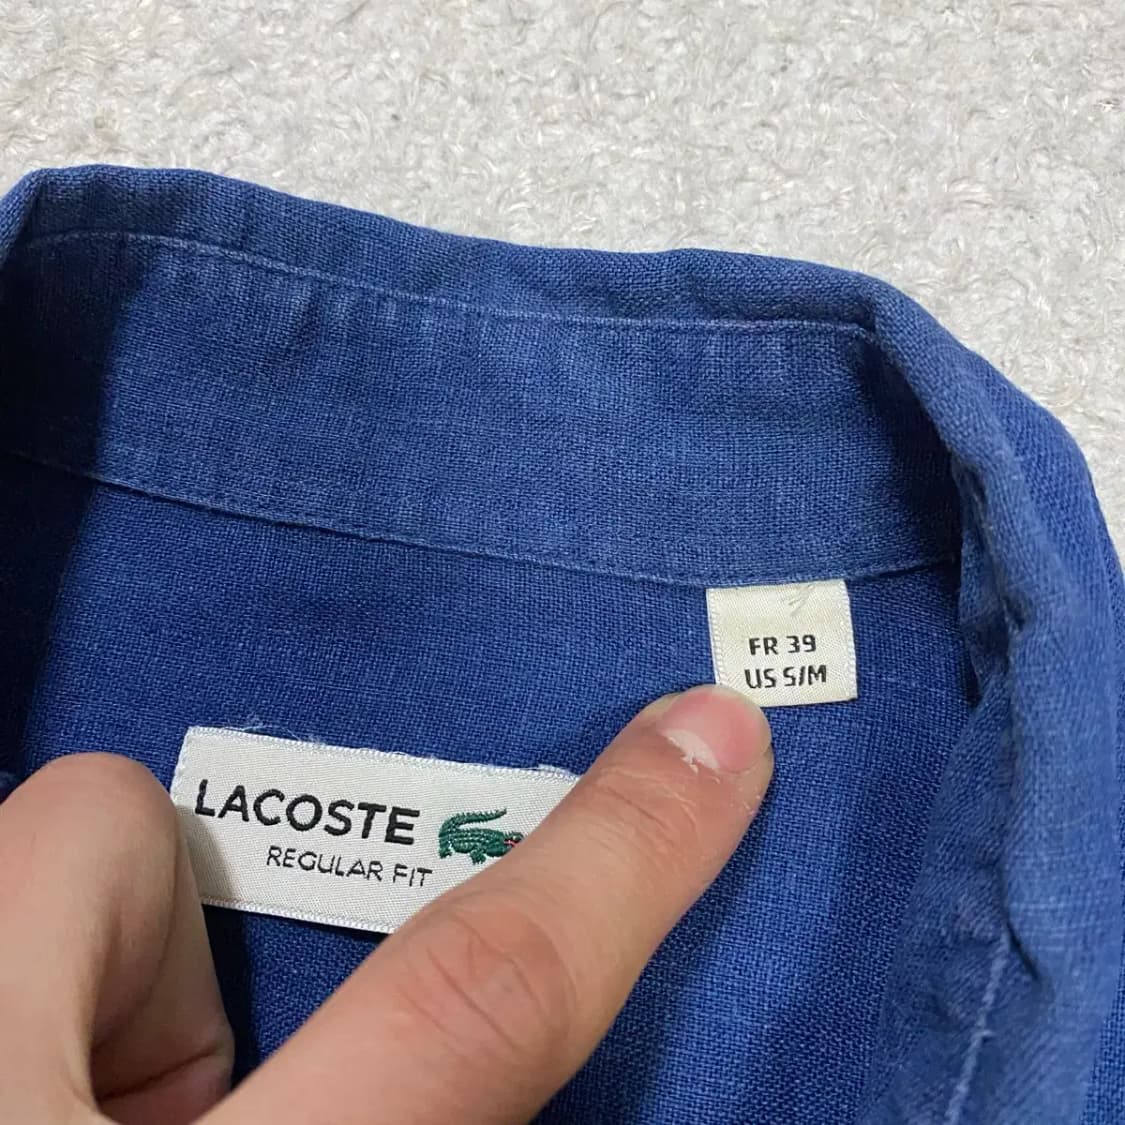 FR 39
US S/M
LACOSTE
REGULAR FIT